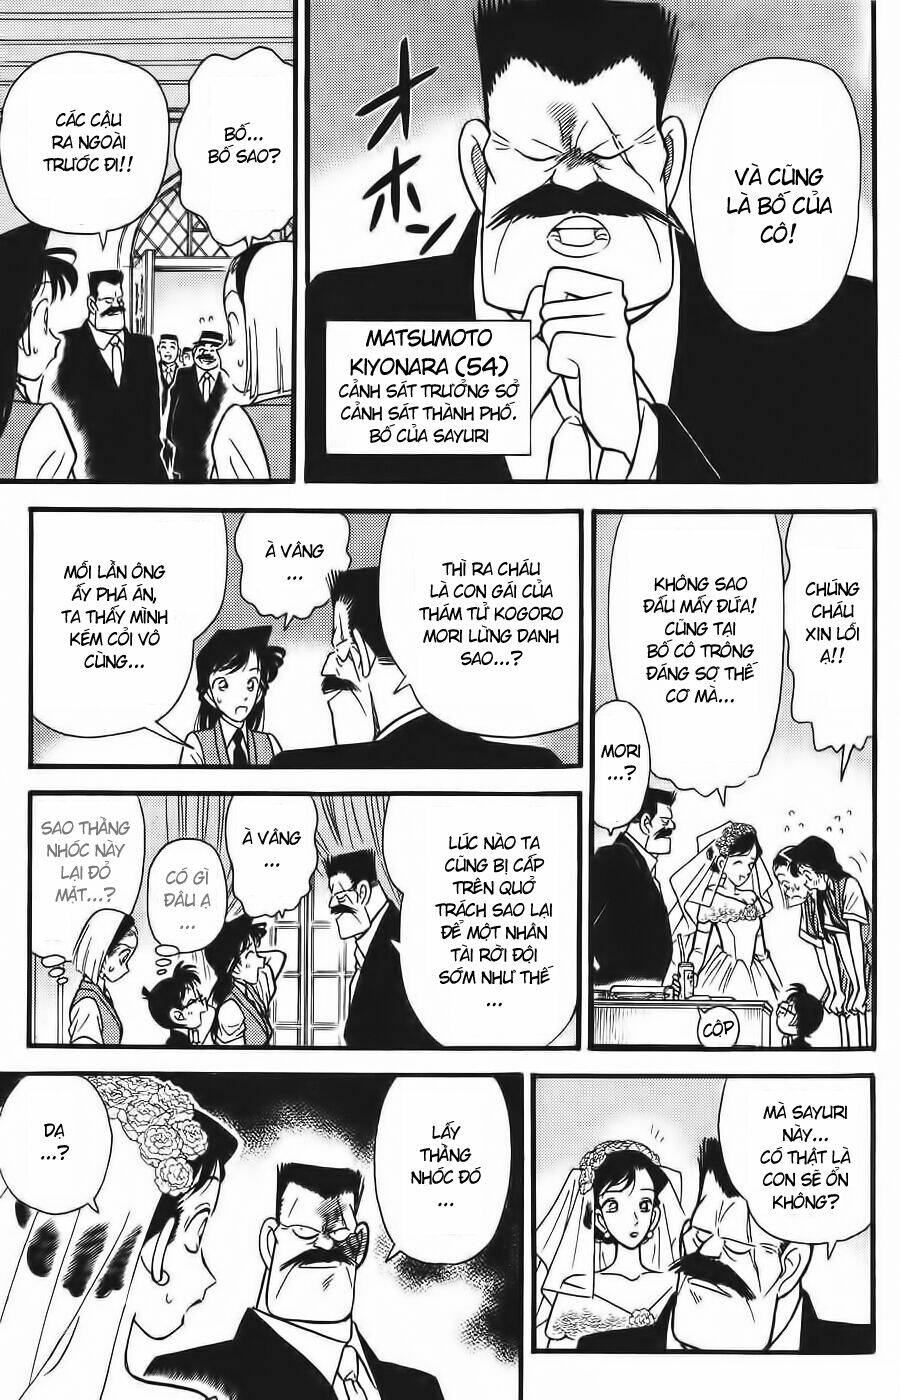 VÀ CŨNG
LÀ BỐ CỦA
CÔ!
オホン
MATSUMOTO
KIYONARA (54)
CẢNH SÁT TRƯỞNG SỞ
CẢNH SÁT THÀNH PHỐ.
BỐ CỦA SAYURI
BỐ...
BỐ SAO?
CÁC CẬU
RA NGOÀI
TRƯỚC ĐI!!
CHÚNG
CHÁU
XIN LỖI
Ạ!!
KHÔNG SAO
ĐẤU MẤY ĐỨA!
CŨNG TẠI
BỐ CÔ TRÔNG
ĐÁNG SỢ THẾ
CƠ MÀ...
MORI
...?
CỘP
THÌ RA CHÁU
LÀ CON GÁI CỦA
THÁM TỬ KOGORO
MORI LỪNG DANH
SAO...?
À VÂNG
...
MỖI LẦN ÔNG
ẤY PHÁ ÁN,
TA THẤY MÌNH
KÉM CỎI VÔ
CÙNG...
LÚC NÀO TA
CŨNG BỊ CẤP
TRÊN QUỞ
TRÁCH SAO LẠI
ĐỂ MỘT NHÂN
TÀI RỜI ĐỘI
SỚM NHƯ THẾ
...
À VÂNG
...
CÓ GÌ
ĐÂU Ạ
...
SAO THẰNG
NHÓC NÀY
LẠI ĐỎ
MẶT...?
MÀ SAYURI
NÀY...
CÓ THẬT LÀ
CON SẼ ỔN
KHÔNG?
LẤY
THẰNG
NHÓC ĐÓ
...
DẠ
...?